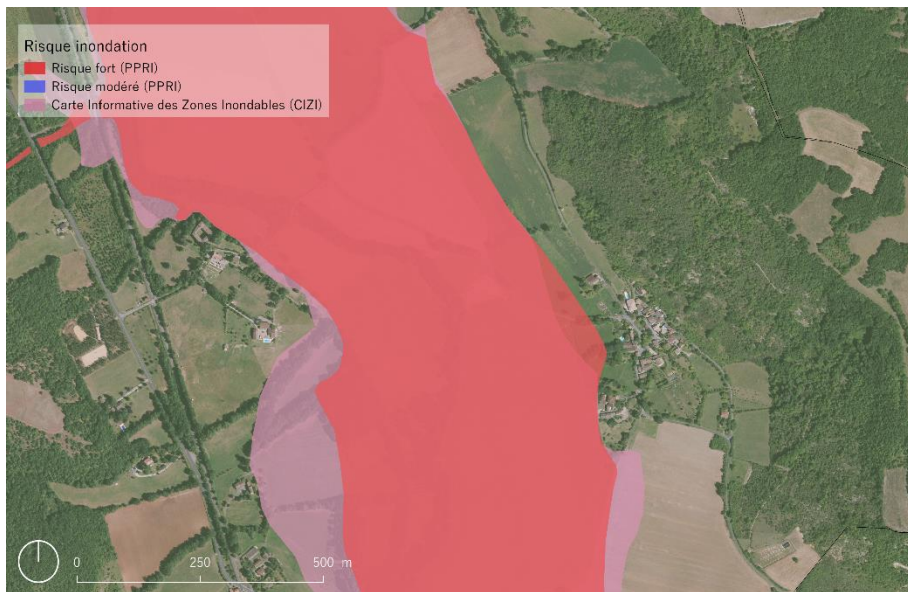 Risque inondation
Risque fort (PPRI)
Risque modéré (PPRI)
Carte Informative des Zones Inondables (CIZI)
0 250 500 m